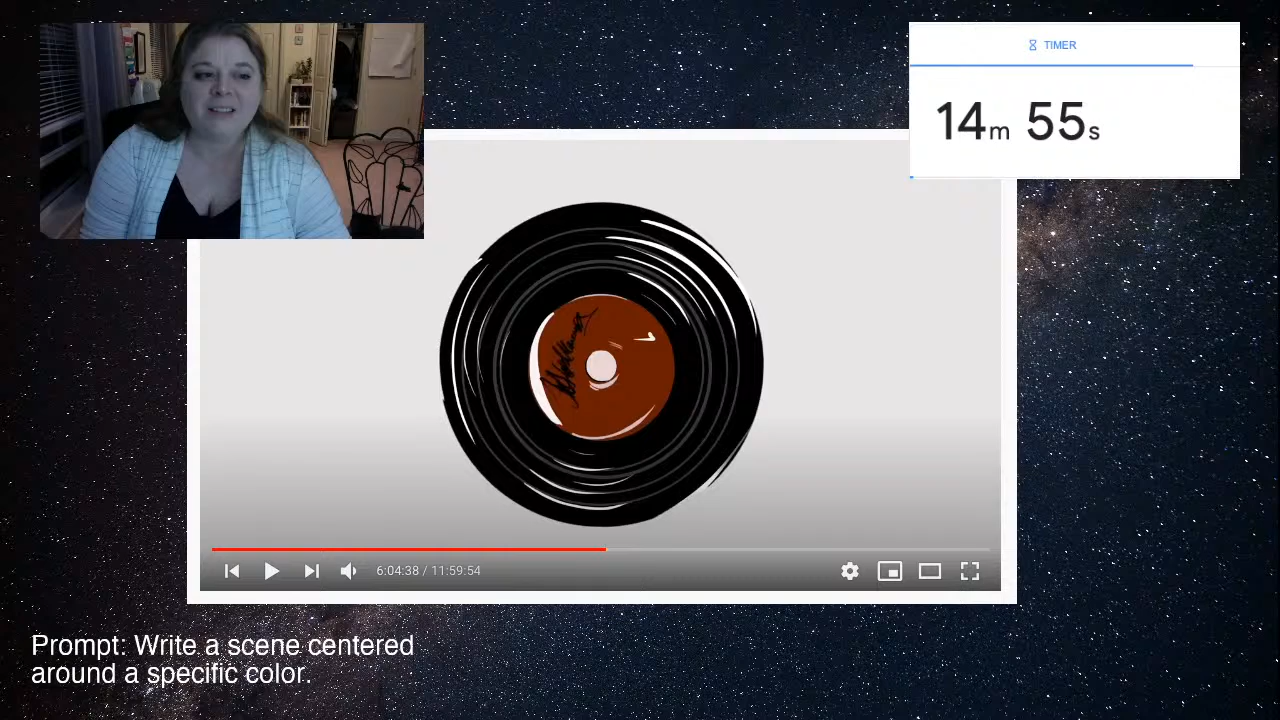 TIMER
14m 55s
6:04:38 / 11:59:54
Prompt: Write a scene centered
around a specific color.